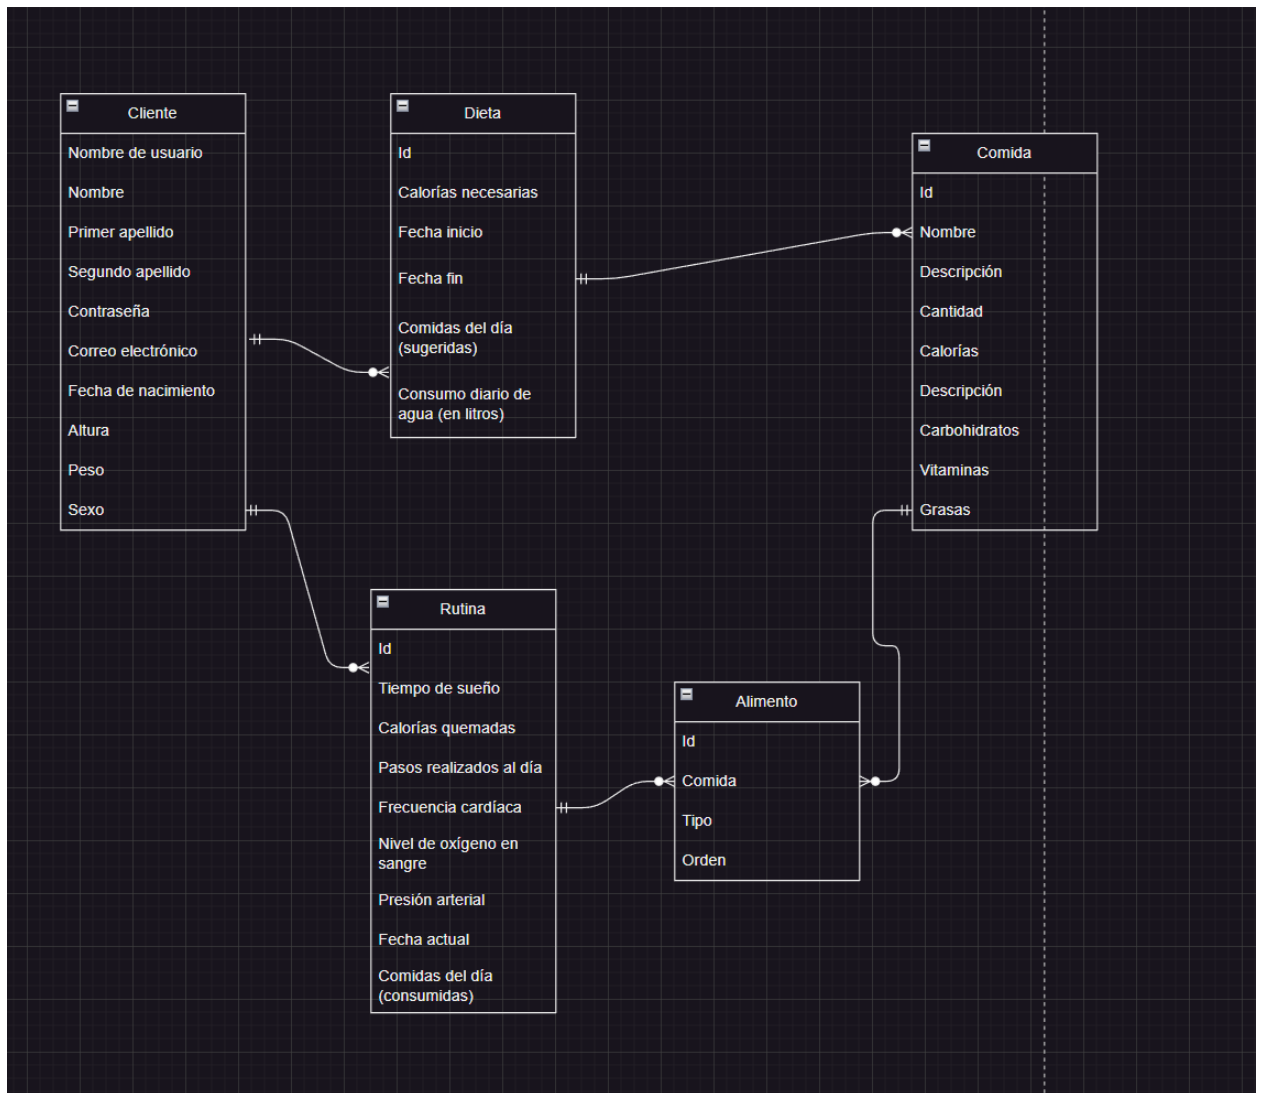 Cliente
Nombre de usuario
Nombre
Primer apellido
Segundo apellido
Contraseña
Correo electrónico
Fecha de nacimiento
Altura
Peso
Sexo
Dieta
Id
Calorías necesarias
Fecha inicio
Fecha fin
Comidas del día
(sugeridas)
Consumo diario de
agua (en litros)
Comida
Id
Nombre
Descripción
Cantidad
Calorías
Descripción
Carbohidratos
Vitaminas
Grasas
Rutina
Id
Tiempo de sueño
Calorías quemadas
Pasos realizados al día
Frecuencia cardíaca
Nivel de oxígeno en
sangre
Presión arterial
Fecha actual
Comidas del día
(consumidas)
Alimento
Id
Comida
Tipo
Orden